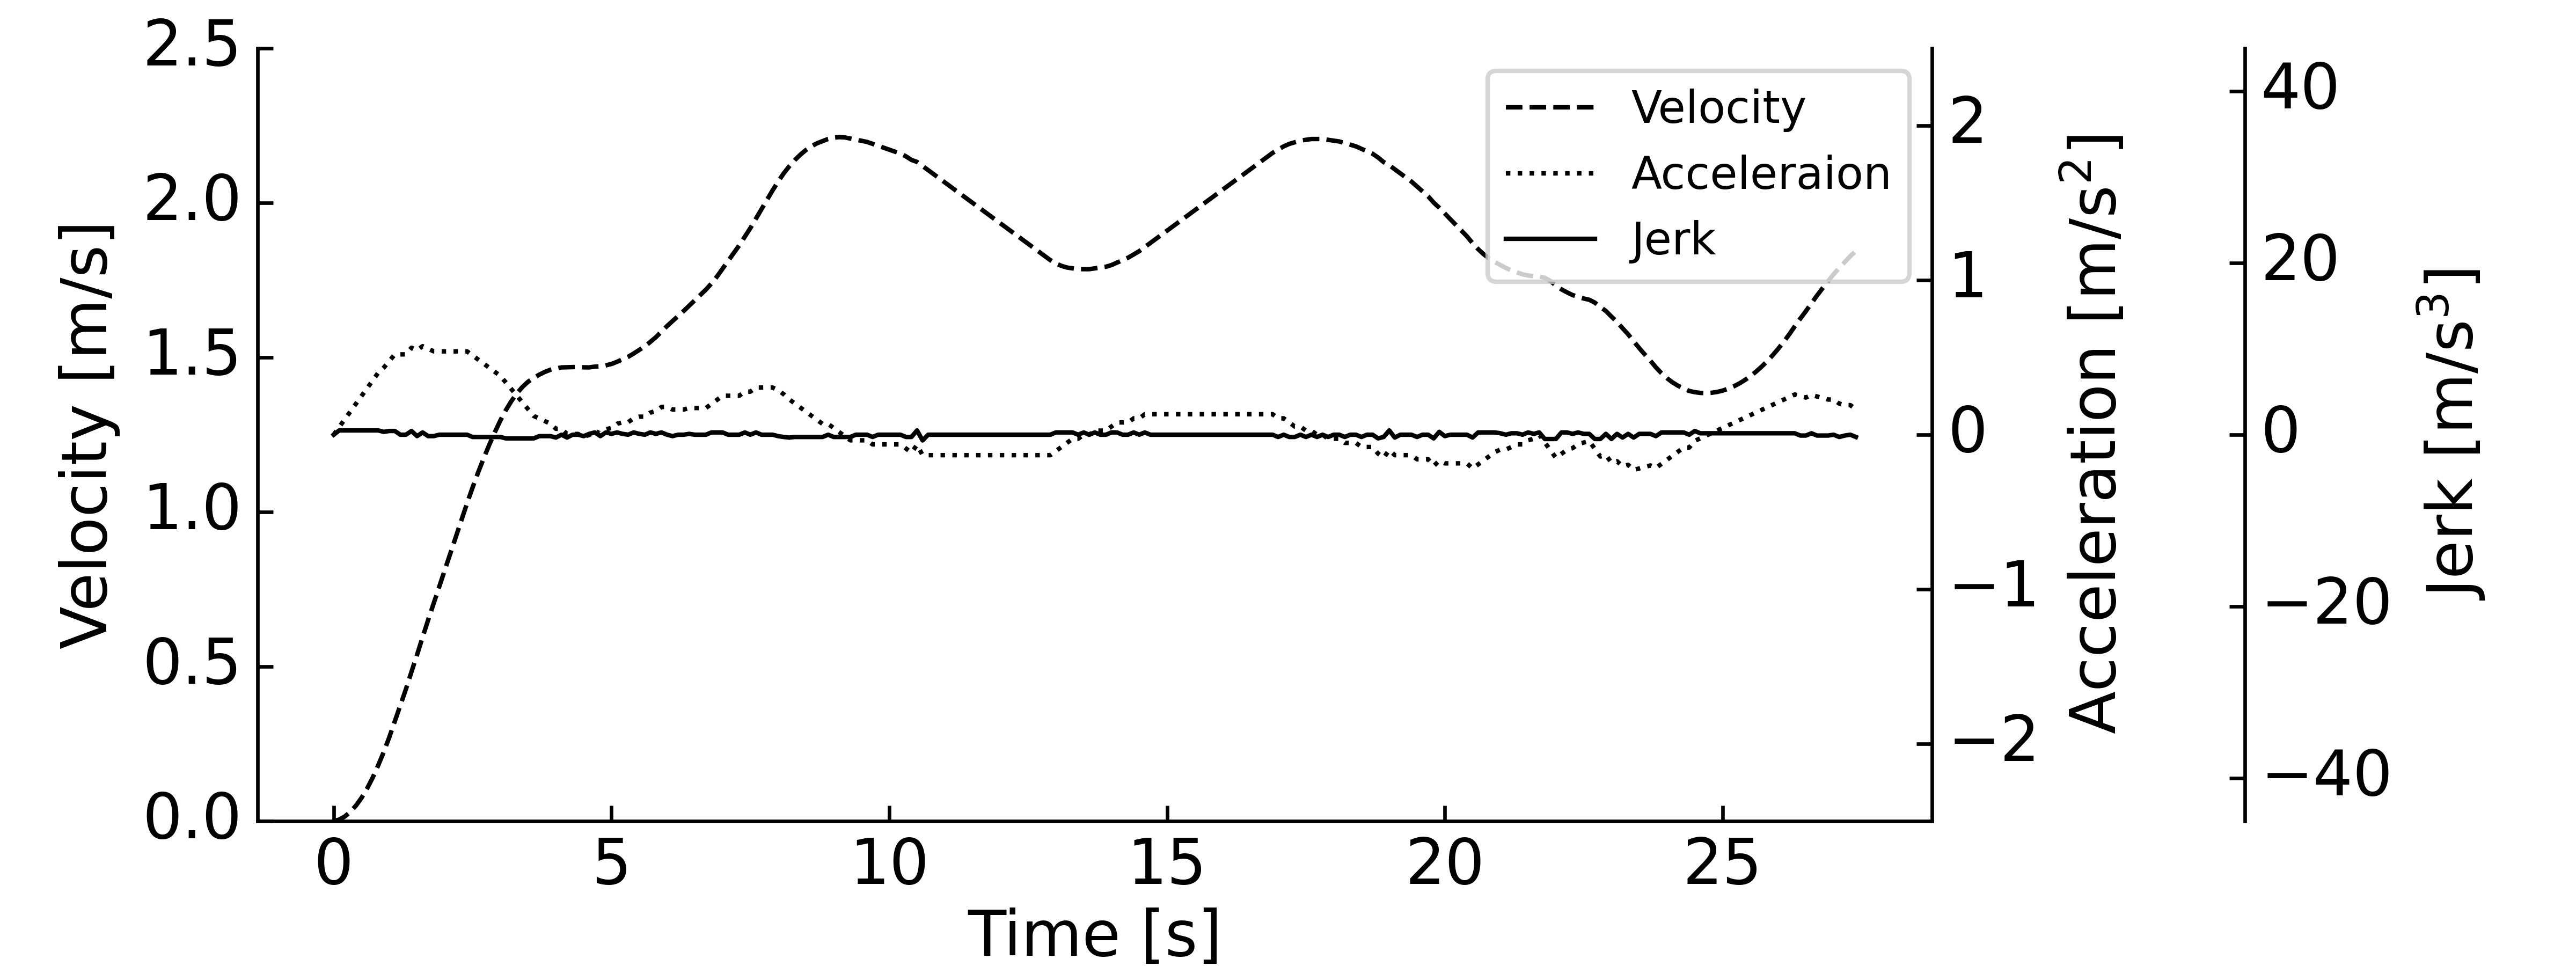 Velocity [m/s]
2.5
2.0
1.5
1.0
0.5
0.0
0 5 10 15 20 25
Time [s]
Velocity
Acceleraion
Jerk
2
1
0
−1
−2
Acceleration [m/s²]
40
20
0
−20
−40
Jerk [m/s³]